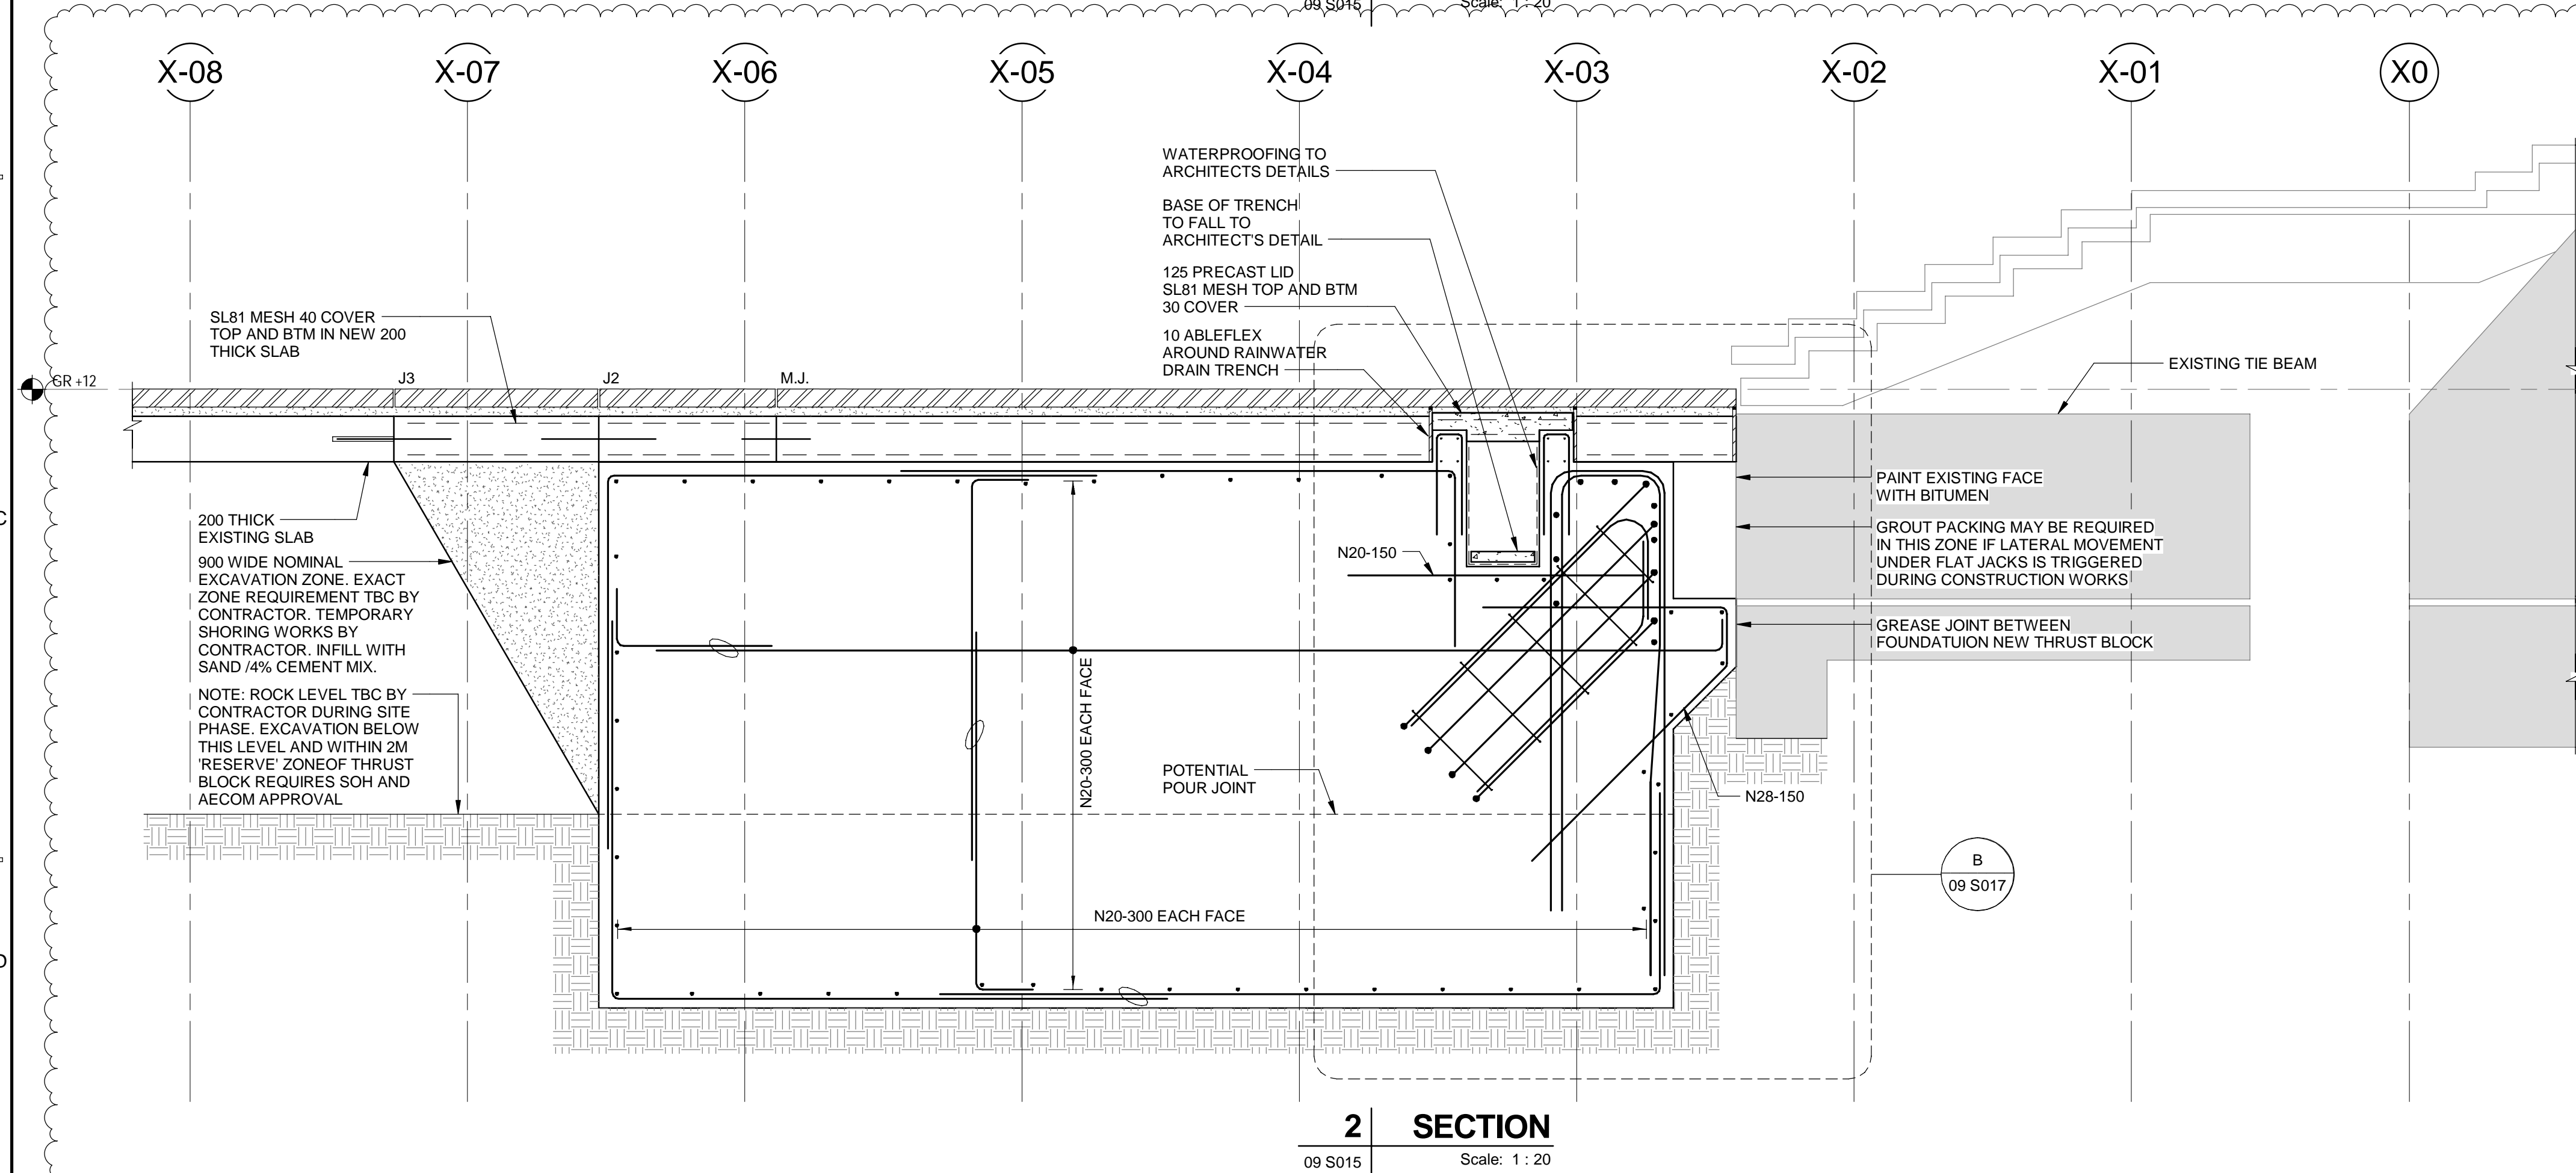 09 S015
Scale: 1 : 20
X-08
X-07
X-06
X-05
X-04
X-03
X-02
X-01
X0
WATERPROOFING TO
ARCHITECTS DETAILS
BASE OF TRENCH
TO FALL TO
ARCHITECT'S DETAIL
125 PRECAST LID
SL81 MESH TOP AND BTM
30 COVER
10 ABLEFLEX
AROUND RAINWATER
DRAIN TRENCH
SL81 MESH 40 COVER
TOP AND BTM IN NEW 200
THICK SLAB
GR +12
J3
J2
M.J.
EXISTING TIE BEAM
200 THICK
EXISTING SLAB
900 WIDE NOMINAL
EXCAVATION ZONE. EXACT
ZONE REQUIREMENT TBC BY
CONTRACTOR. TEMPORARY
SHORING WORKS BY
CONTRACTOR. INFILL WITH
SAND /4% CEMENT MIX.
NOTE: ROCK LEVEL TBC BY
CONTRACTOR DURING SITE
PHASE. EXCAVATION BELOW
THIS LEVEL AND WITHIN 2M
'RESERVE' ZONEOF THRUST
BLOCK REQUIRES SOH AND
AECOM APPROVAL
N20-150
N20-300 EACH FACE
POTENTIAL
POUR JOINT
N20-300 EACH FACE
PAINT EXISTING FACE
WITH BITUMEN
GROUT PACKING MAY BE REQUIRED
IN THIS ZONE IF LATERAL MOVEMENT
UNDER FLAT JACKS IS TRIGGERED
DURING CONSTRUCTION WORKS
GREASE JOINT BETWEEN
FOUNDATUION NEW THRUST BLOCK
N28-150
B
09 S017
2
SECTION
09 S015
Scale: 1 : 20